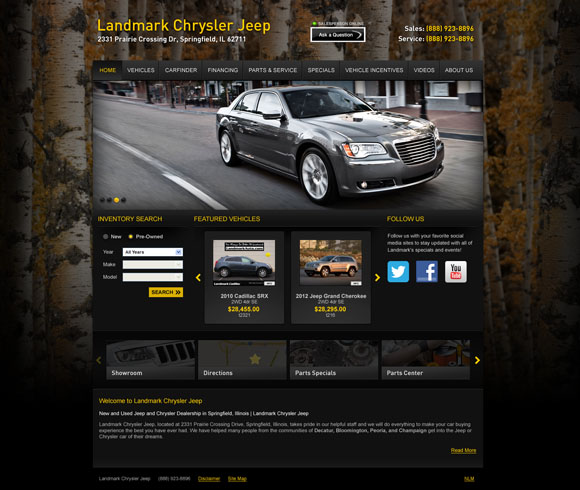 Landmark Chrysler Jeep
2331 Prairie Crossing Dr, Springfield, IL 62711
SALESPERSON ONLINE
Ask a Question
Sales: (888) 923-8896
Service: (888) 923-8896
HOME VEHICLES CARFINDER FINANCING PARTS & SERVICE SPECIALS VEHICLE INCENTIVES VIDEOS ABOUT US
INVENTORY SEARCH
New Pre-Owned
Year All Years
Make
Model
SEARCH
FEATURED VEHICLES
2010 Cadillac SRX
2WD 4dr SE
$28,455.00
I2321
2012 Jeep Grand Cherokee
2WD 4dr SE
$28,295.00
I215
FOLLOW US
Follow us with your favorite social
media sites to stay updated with all of
Landmark's specials and events!
You
Tube
Showroom
Directions
Parts Specials
Parts Center
Welcome to Landmark Chrysler Jeep
New and Used Jeep and Chrysler Dealership in Springfield, Illinois | Landmark Chrysler Jeep
Landmark Chrysler Jeep, located at 2331 Prairie Crossing Drive, Springfield, Illinois, takes pride in our helpful staff and we will do everything to make your car buying
experience the best you have ever had. We have helped many people from the communities of Decatur, Bloomington, Peoria, and Champaign get into the Jeep or
Chrysler car of their dreams.
Read More
Landmark Chrysler Jeep (888) 923-8896 Disclaimer Site Map
NLM